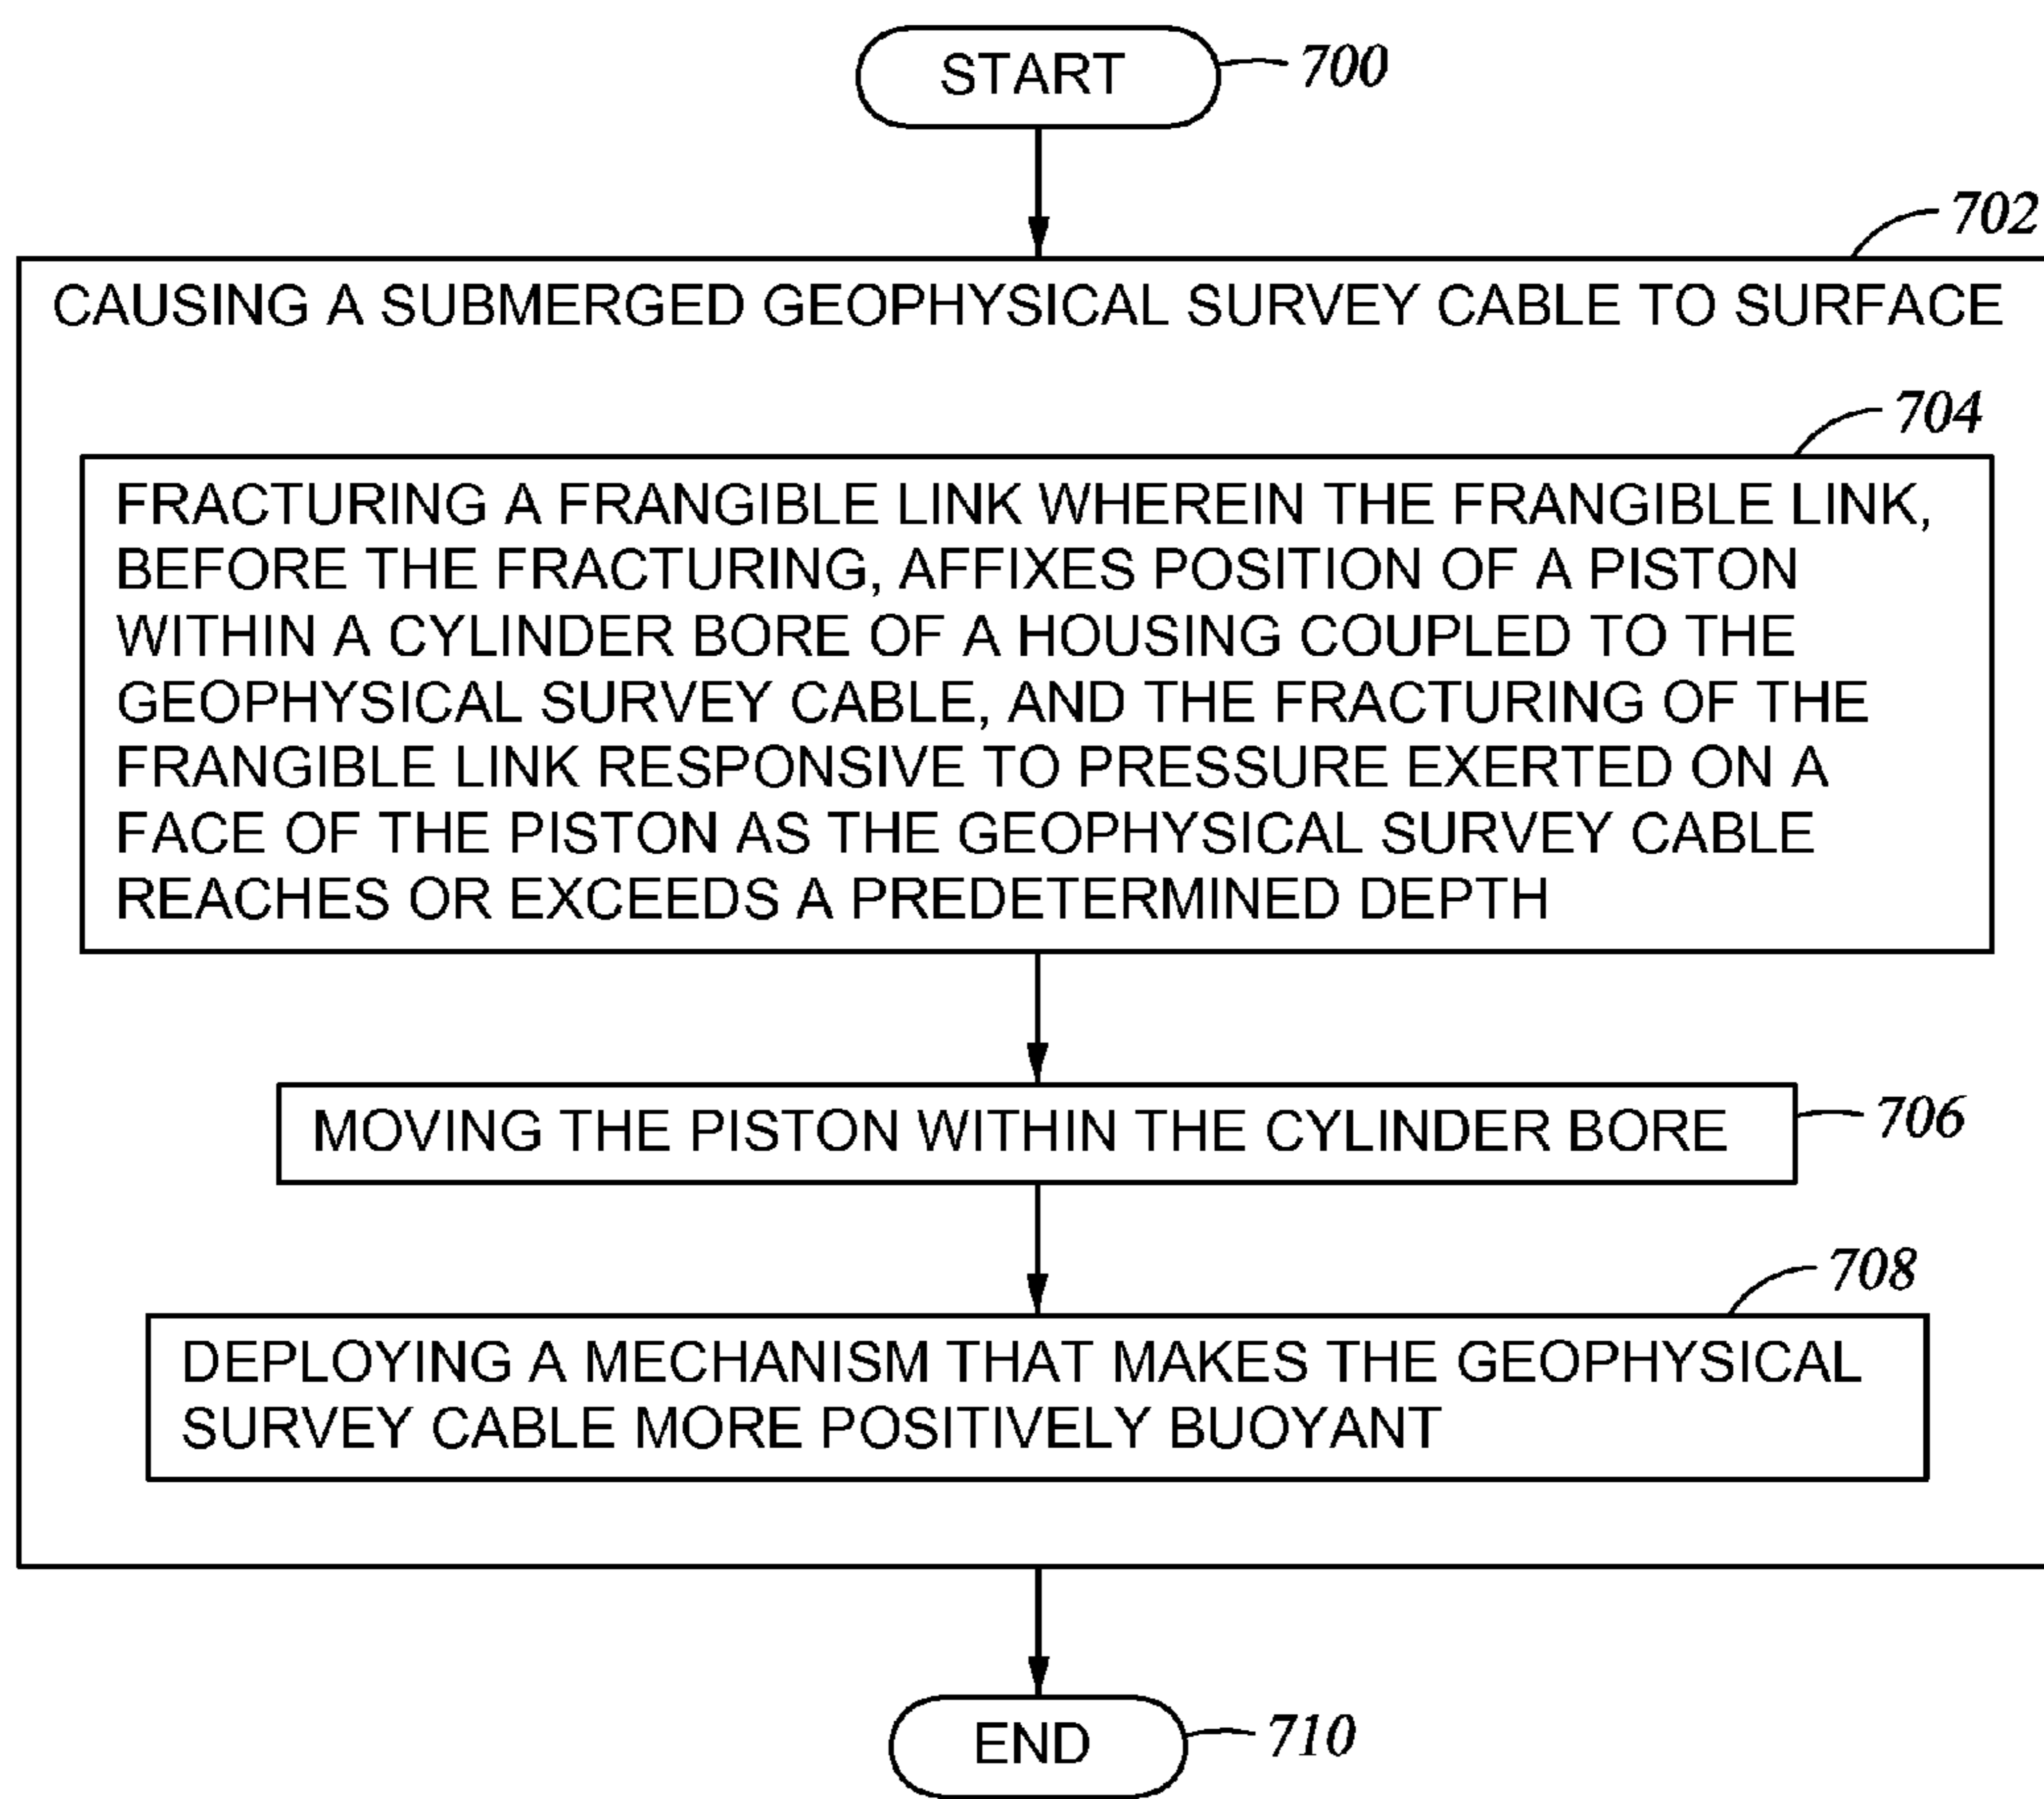 START
700
702
CAUSING A SUBMERGED GEOPHYSICAL SURVEY CABLE TO SURFACE
704
FRACTURING A FRANGIBLE LINK WHEREIN THE FRANGIBLE LINK,
BEFORE THE FRACTURING, AFFIXES POSITION OF A PISTON
WITHIN A CYLINDER BORE OF A HOUSING COUPLED TO THE
GEOPHYSICAL SURVEY CABLE, AND THE FRACTURING OF THE
FRANGIBLE LINK RESPONSIVE TO PRESSURE EXERTED ON A
FACE OF THE PISTON AS THE GEOPHYSICAL SURVEY CABLE
REACHES OR EXCEEDS A PREDETERMINED DEPTH
MOVING THE PISTON WITHIN THE CYLINDER BORE
706
708
DEPLOYING A MECHANISM THAT MAKES THE GEOPHYSICAL
SURVEY CABLE MORE POSITIVELY BUOYANT
END
710